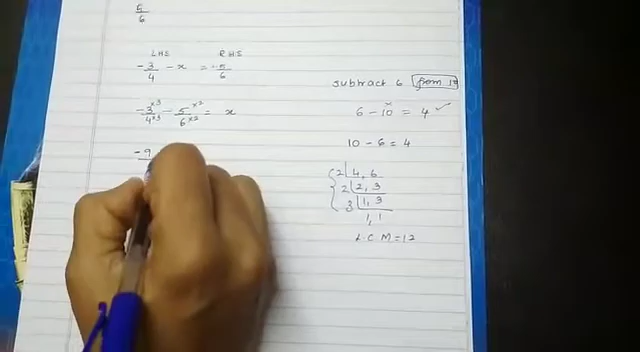 5/6
LHS RHS
-3/4 - x = 5/6
-3×3/4×3 - 5×2/6×2 = x
-9
subtract 6 from 10
6 - 10 = 4 ✓
10 - 6 = 4
2 | 4, 6
2 | 2, 3
3 | 1, 3
1, 1
L.C.M = 12